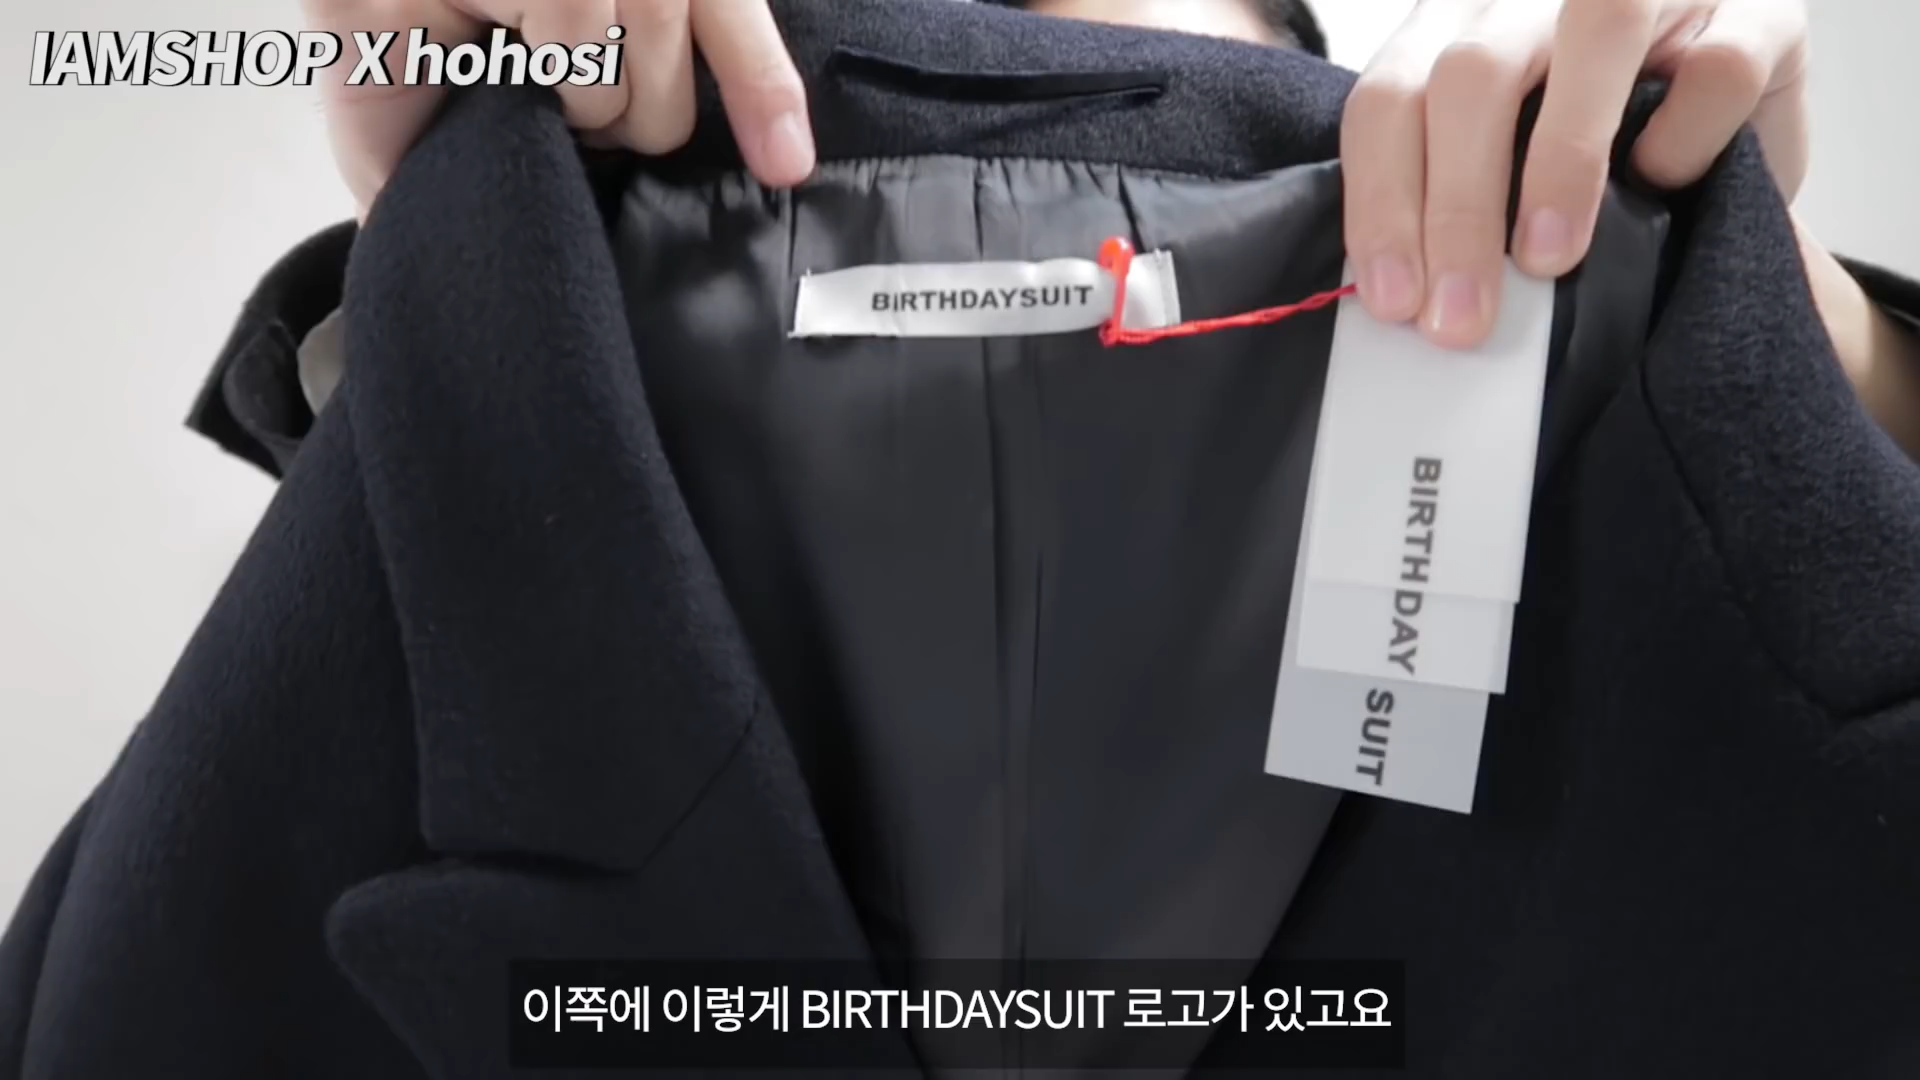 IAMSHOP X hohosi
BIRTHDAYSUIT
BIRTHDAY SUIT
이쪽에 이렇게 BIRTHDAYSUIT 로고가 있고요